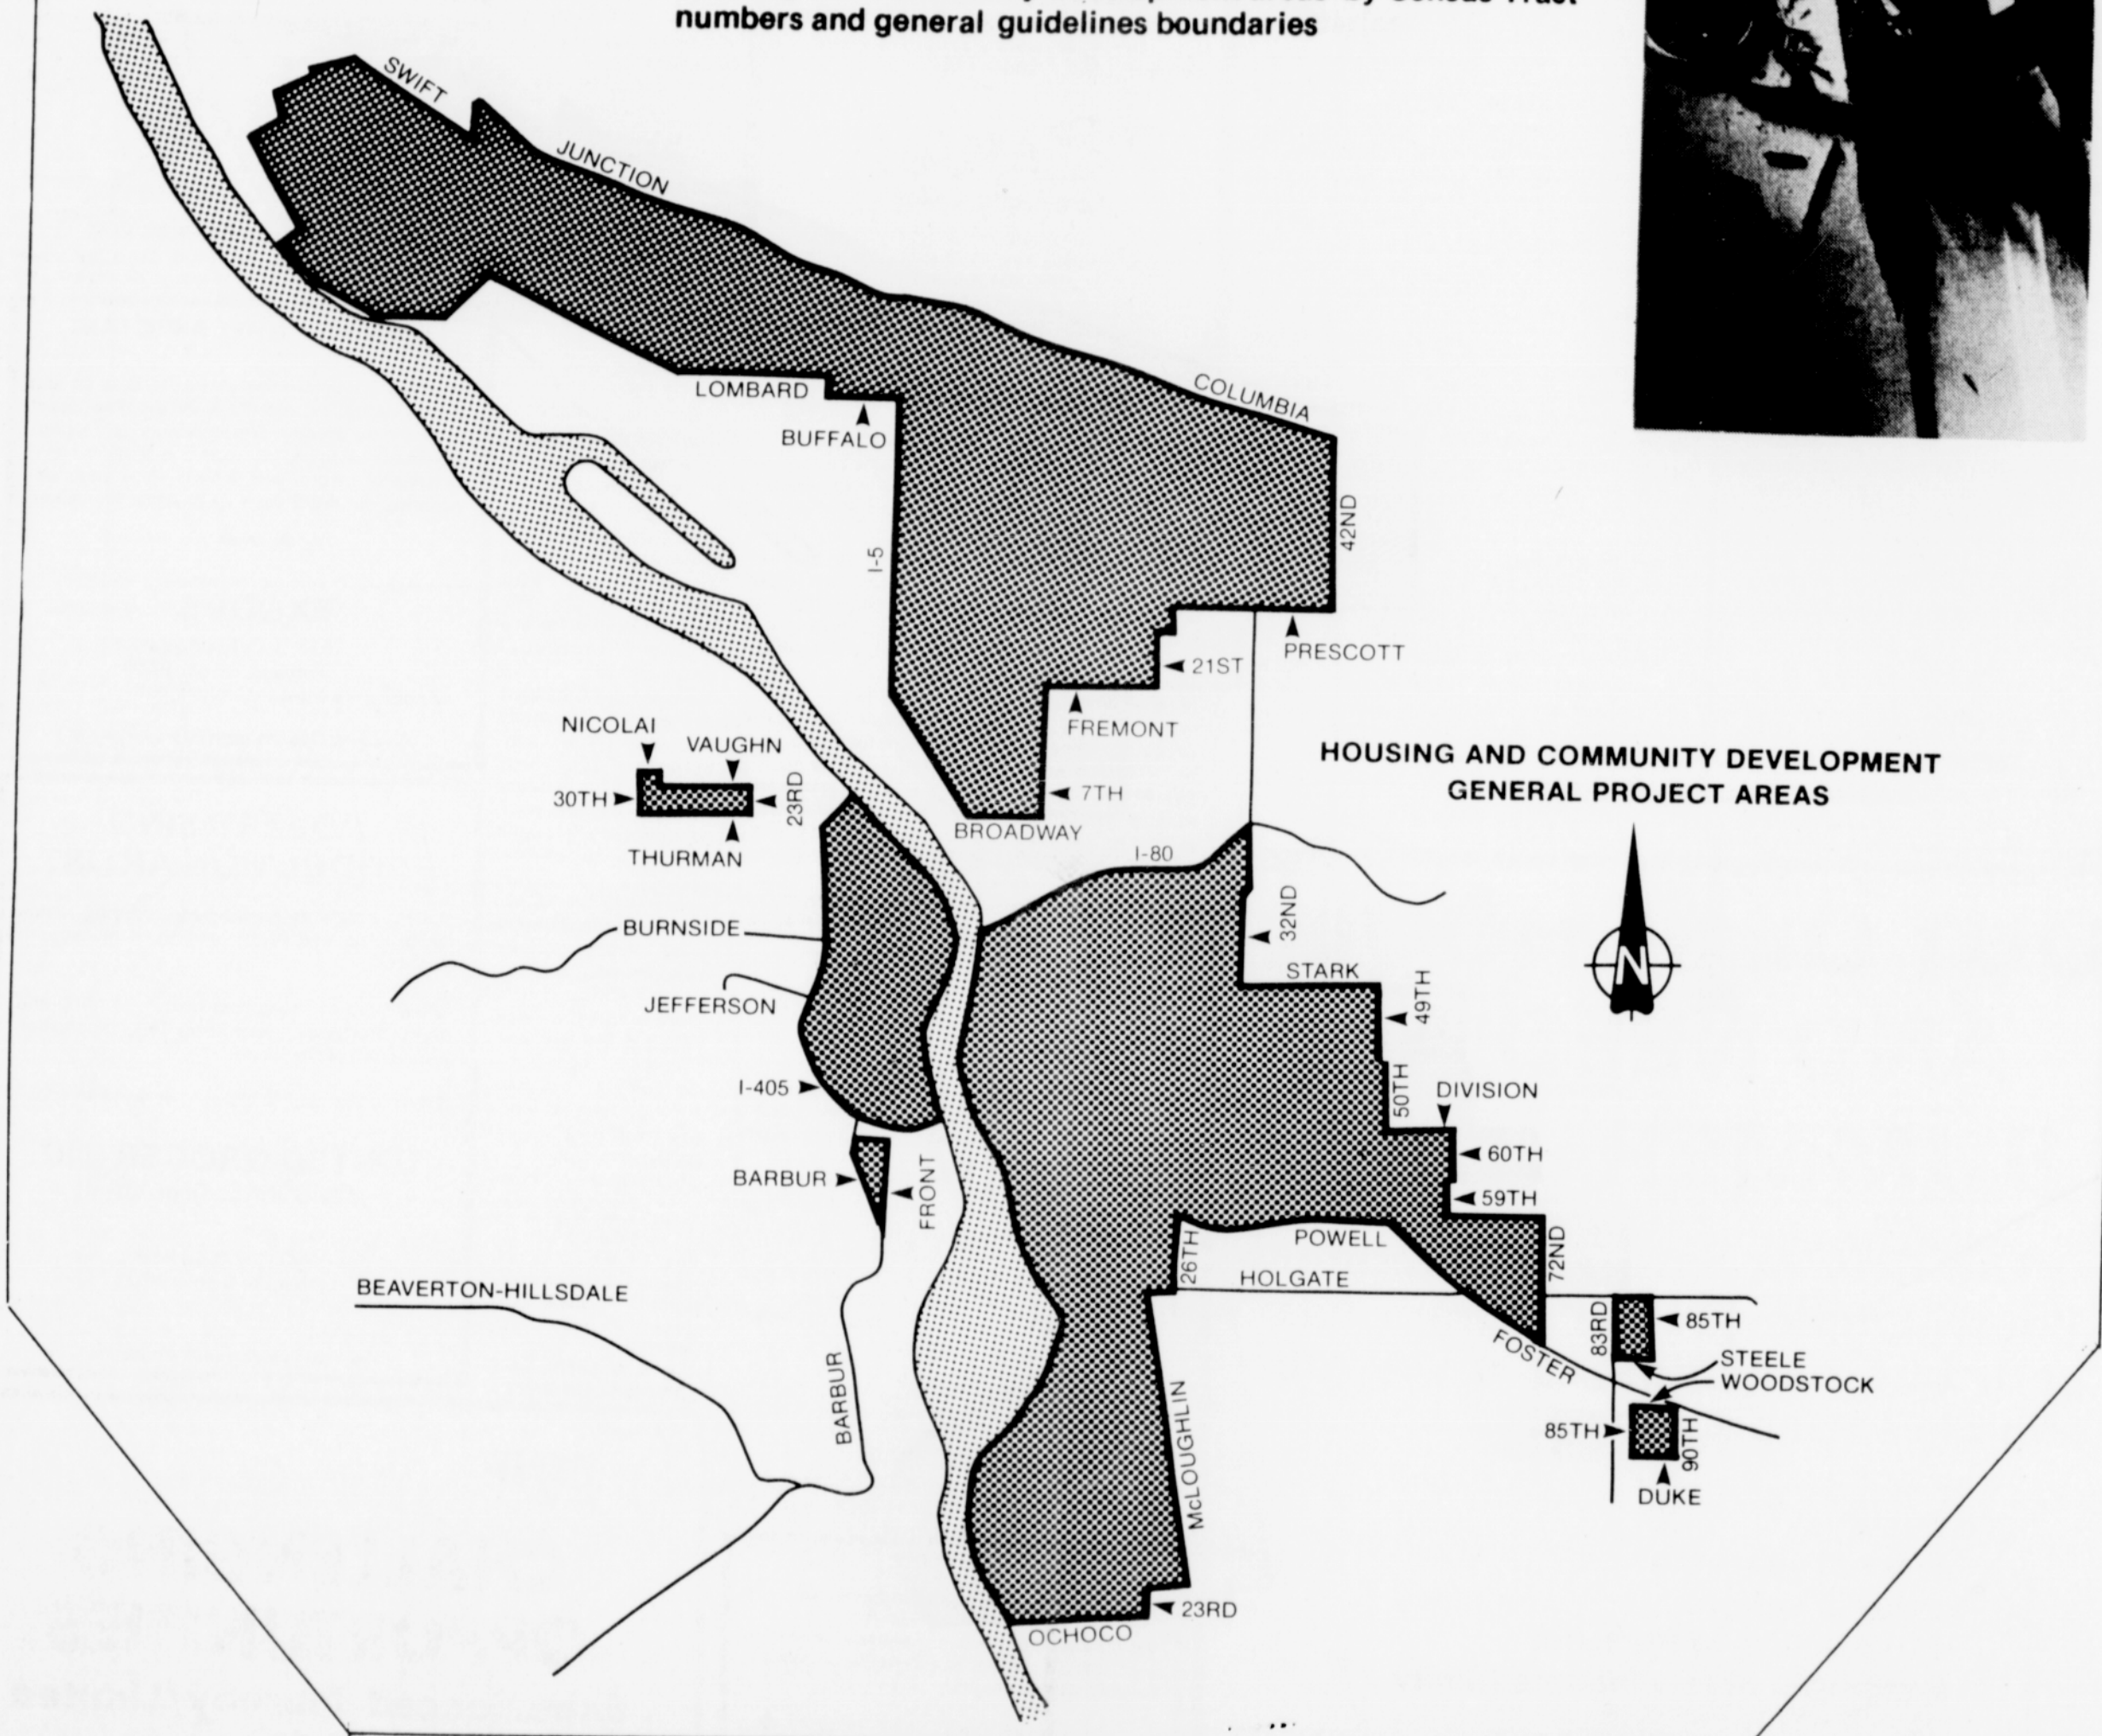 numbers and general guidelines boundaries
SWIFT
JUNCTION
COLUMBIA
LOMBARD
BUFFALO
I-5
42ND
PRESCOTT
21ST
FREMONT
7TH
BROADWAY
NICOLAI
VAUGHN
30TH
23RD
THURMAN
HOUSING AND COMMUNITY DEVELOPMENT
GENERAL PROJECT AREAS
N
I-80
32ND
BURNSIDE
STARK
JEFFERSON
49TH
I-405
50TH
DIVISION
60TH
59TH
BARBUR
FRONT
26TH
POWELL
72ND
HOLGATE
BEAVERTON-HILLSDALE
83RD
85TH
FOSTER
STEELE
WOODSTOCK
BARBUR
McLOUGHLIN
85TH
90TH
DUKE
23RD
OCHOCO